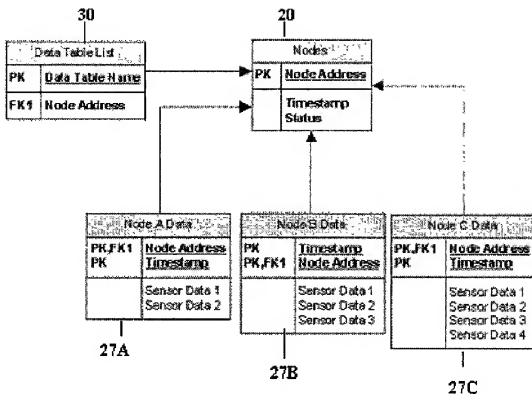 30
20
Data Table List
PK Data Table Name
FK1 Node Address
Nodes
PK Node Address
Timestamp
Status
Node A Data
PK,FK1 Node Address
PK Timestamp
Sensor Data 1
Sensor Data 2
27A
Node B Data
PK Timestamp
PK,FK1 Node Address
Sensor Data 1
Sensor Data 2
Sensor Data 3
27B
Node C Data
PK,FK1 Node Address
PK Timestamp
Sensor Data 1
Sensor Data 2
Sensor Data 3
Sensor Data 4
27C